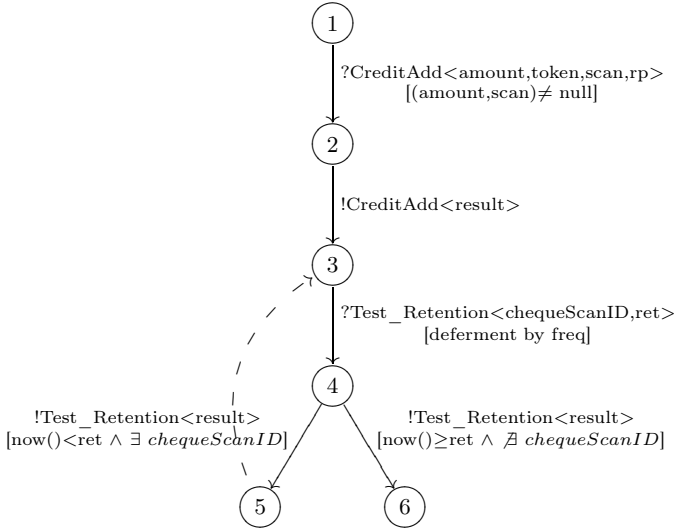 1
?CreditAdd<amount,token,scan,rp>
[(amount,scan)≠ null]
2
!CreditAdd<result>
3
?Test_Retention<chequeScanID,ret>
[deferment by freq]
4
!Test_Retention<result>
[now()<ret ∧ ∃ chequeScanID]
!Test_Retention<result>
[now()≥ret ∧ ∄ chequeScanID]
5
6